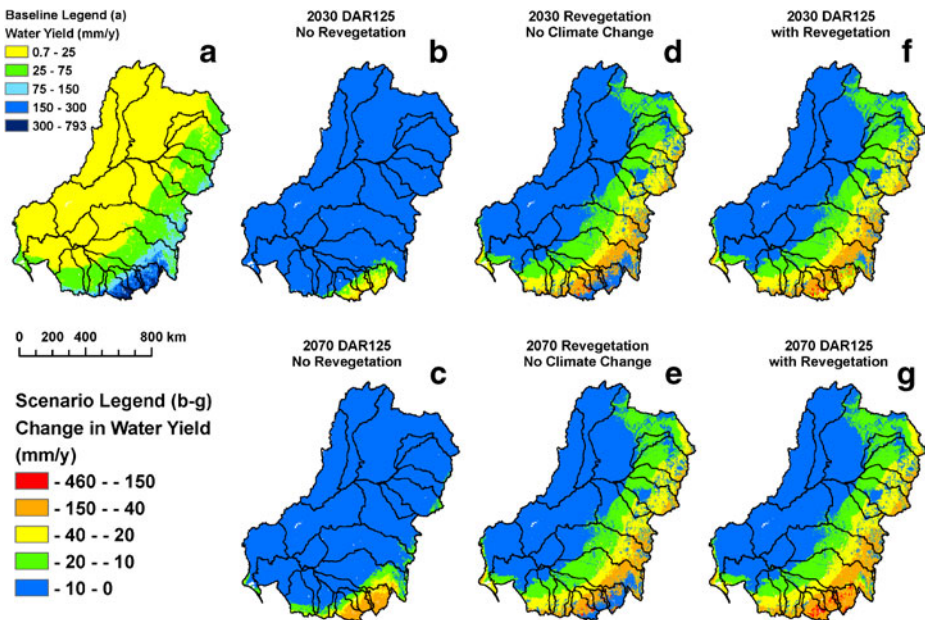 Baseline Legend (a)
Water Yield (mm/y)
0.7 - 25
25 - 75
75 - 150
150 - 300
300 - 793
a
2030 DAR125
No Revegetation
b
2030 Revegetation
No Climate Change
d
2030 DAR125
with Revegetation
f
0 200 400 800 km
Scenario Legend (b-g)
Change in Water Yield
(mm/y)
- 460 - - 150
- 150 - - 40
- 40 - - 20
- 20 - - 10
- 10 - 0
2070 DAR125
No Revegetation
c
2070 Revegetation
No Climate Change
e
2070 DAR125
with Revegetation
g